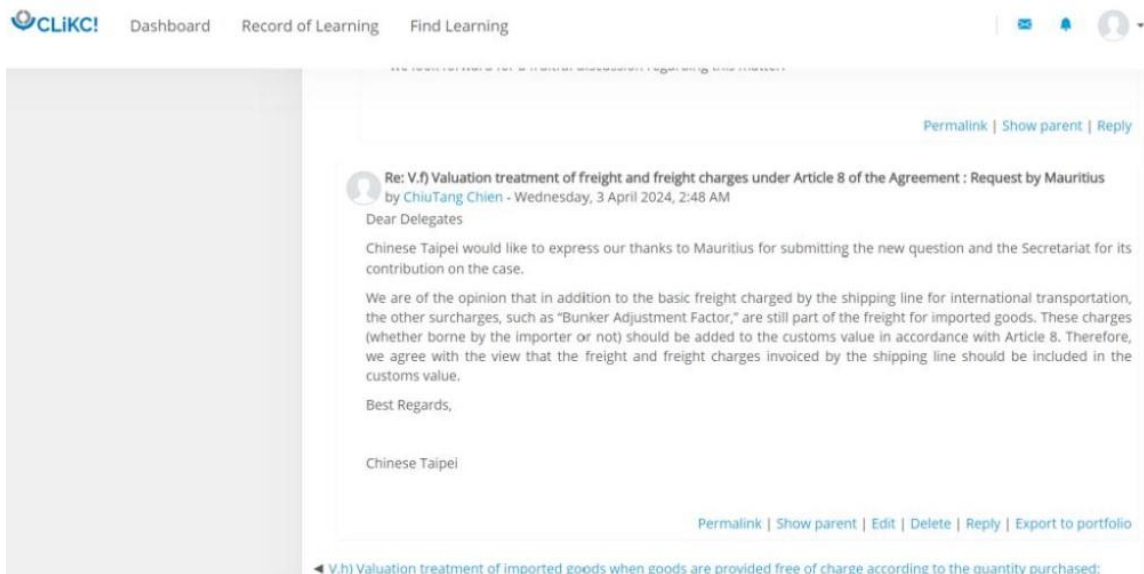 CLiKC!
Dashboard
Record of Learning
Find Learning
we look forward for a fruitful discussion regarding this matter.
Permalink | Show parent | Reply
Re: V.f) Valuation treatment of freight and freight charges under Article 8 of the Agreement : Request by Mauritius
by ChiuTang Chien - Wednesday, 3 April 2024, 2:48 AM
Dear Delegates
Chinese Taipei would like to express our thanks to Mauritius for submitting the new question and the Secretariat for its
contribution on the case.
We are of the opinion that in addition to the basic freight charged by the shipping line for international transportation,
the other surcharges, such as “Bunker Adjustment Factor,” are still part of the freight for imported goods. These charges
(whether borne by the importer or not) should be added to the customs value in accordance with Article 8. Therefore,
we agree with the view that the freight and freight charges invoiced by the shipping line should be included in the
customs value.
Best Regards,
Chinese Taipei
Permalink | Show parent | Edit | Delete | Reply | Export to portfolio
◄ V.h) Valuation treatment of imported goods when goods are provided free of charge according to the quantity purchased: